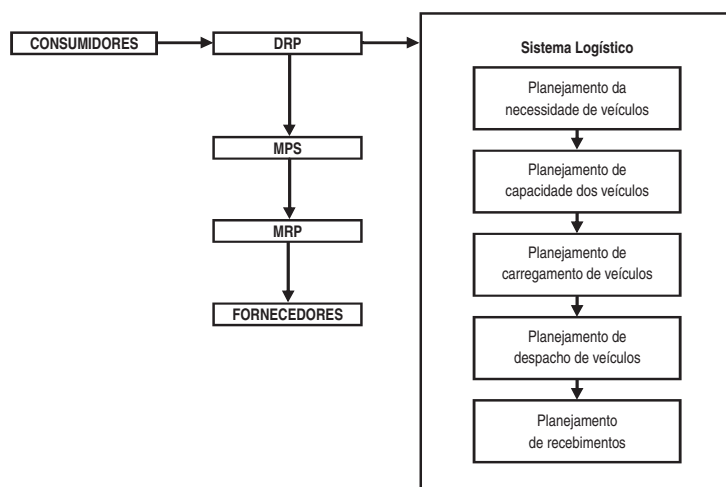 CONSUMIDORES
DRP
MPS
MRP
FORNECEDORES
Sistema Logístico
Planejamento da
necessidade de veículos
Planejamento de
capacidade dos veículos
Planejamento de
carregamento de veículos
Planejamento de
despacho de veículos
Planejamento
de recebimentos